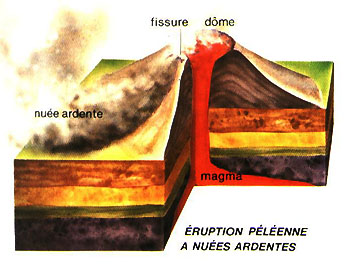 fissure dôme
nuée ardente
magma
ÉRUPTION PÉLÉENNE
A NUÉES ARDENTES